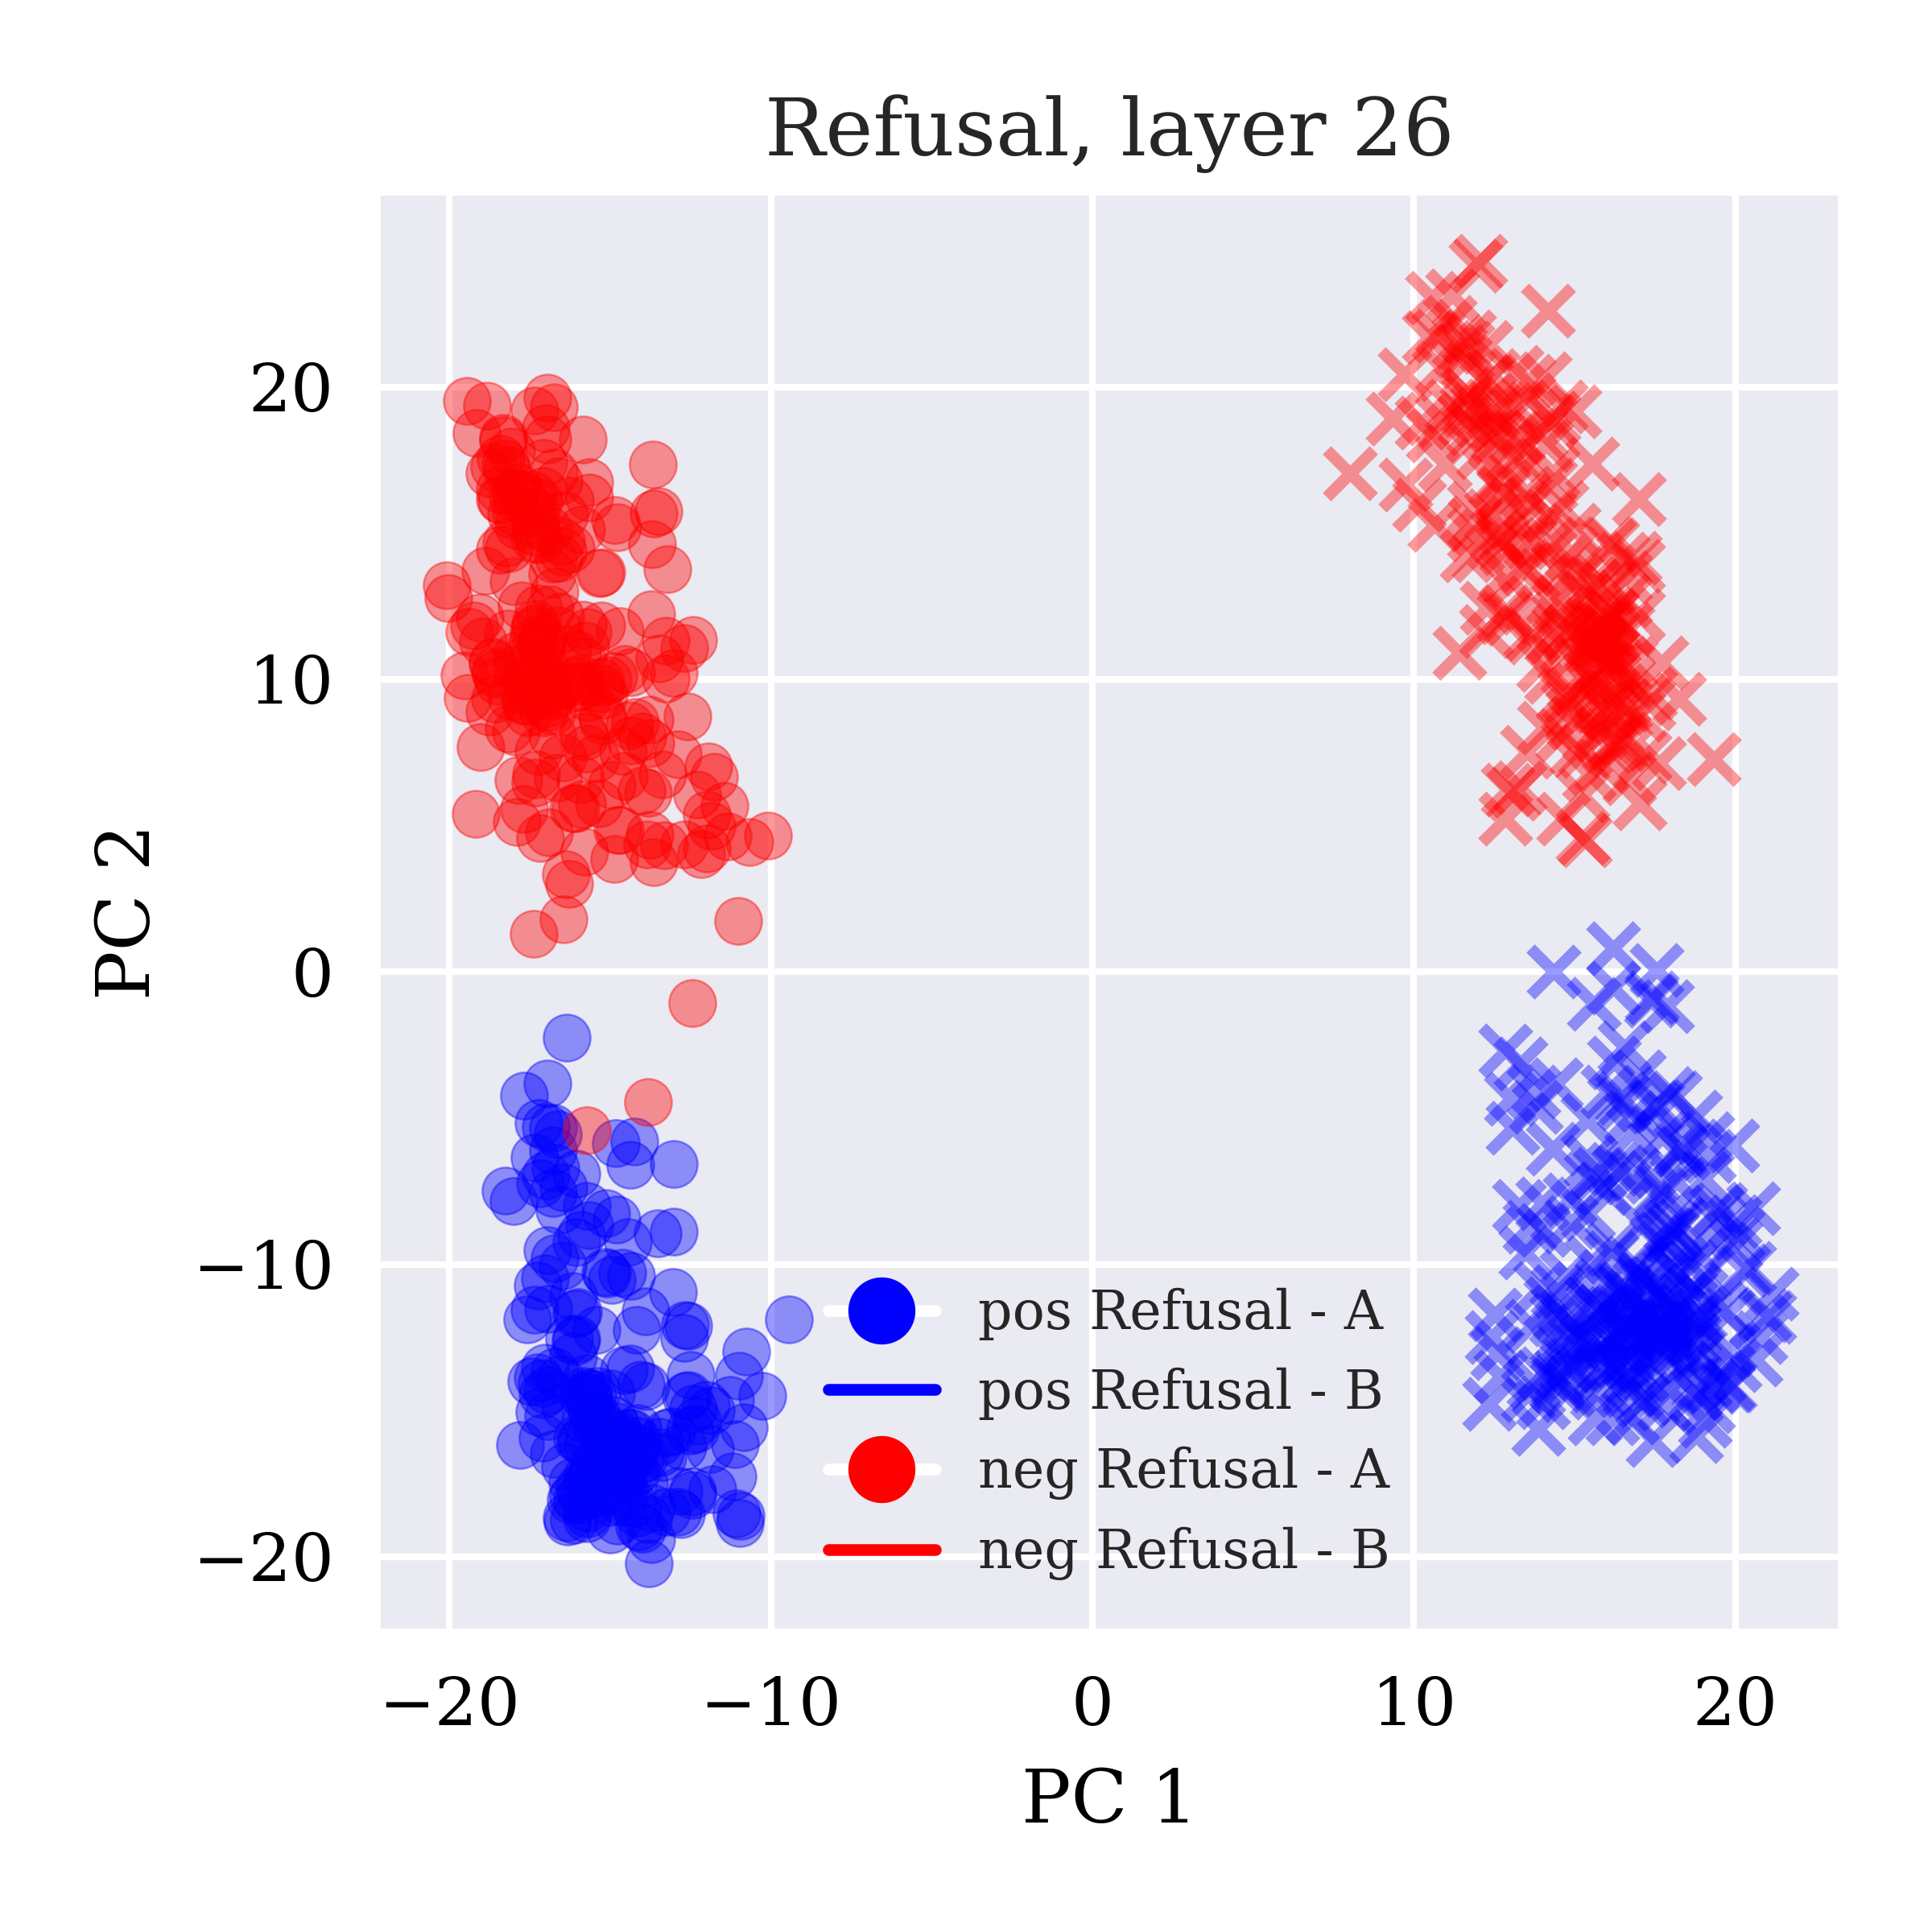 Refusal, layer 26
20
10
0
−10
−20
PC 2
pos Refusal - A
pos Refusal - B
neg Refusal - A
neg Refusal - B
−20 −10 0 10 20
PC 1